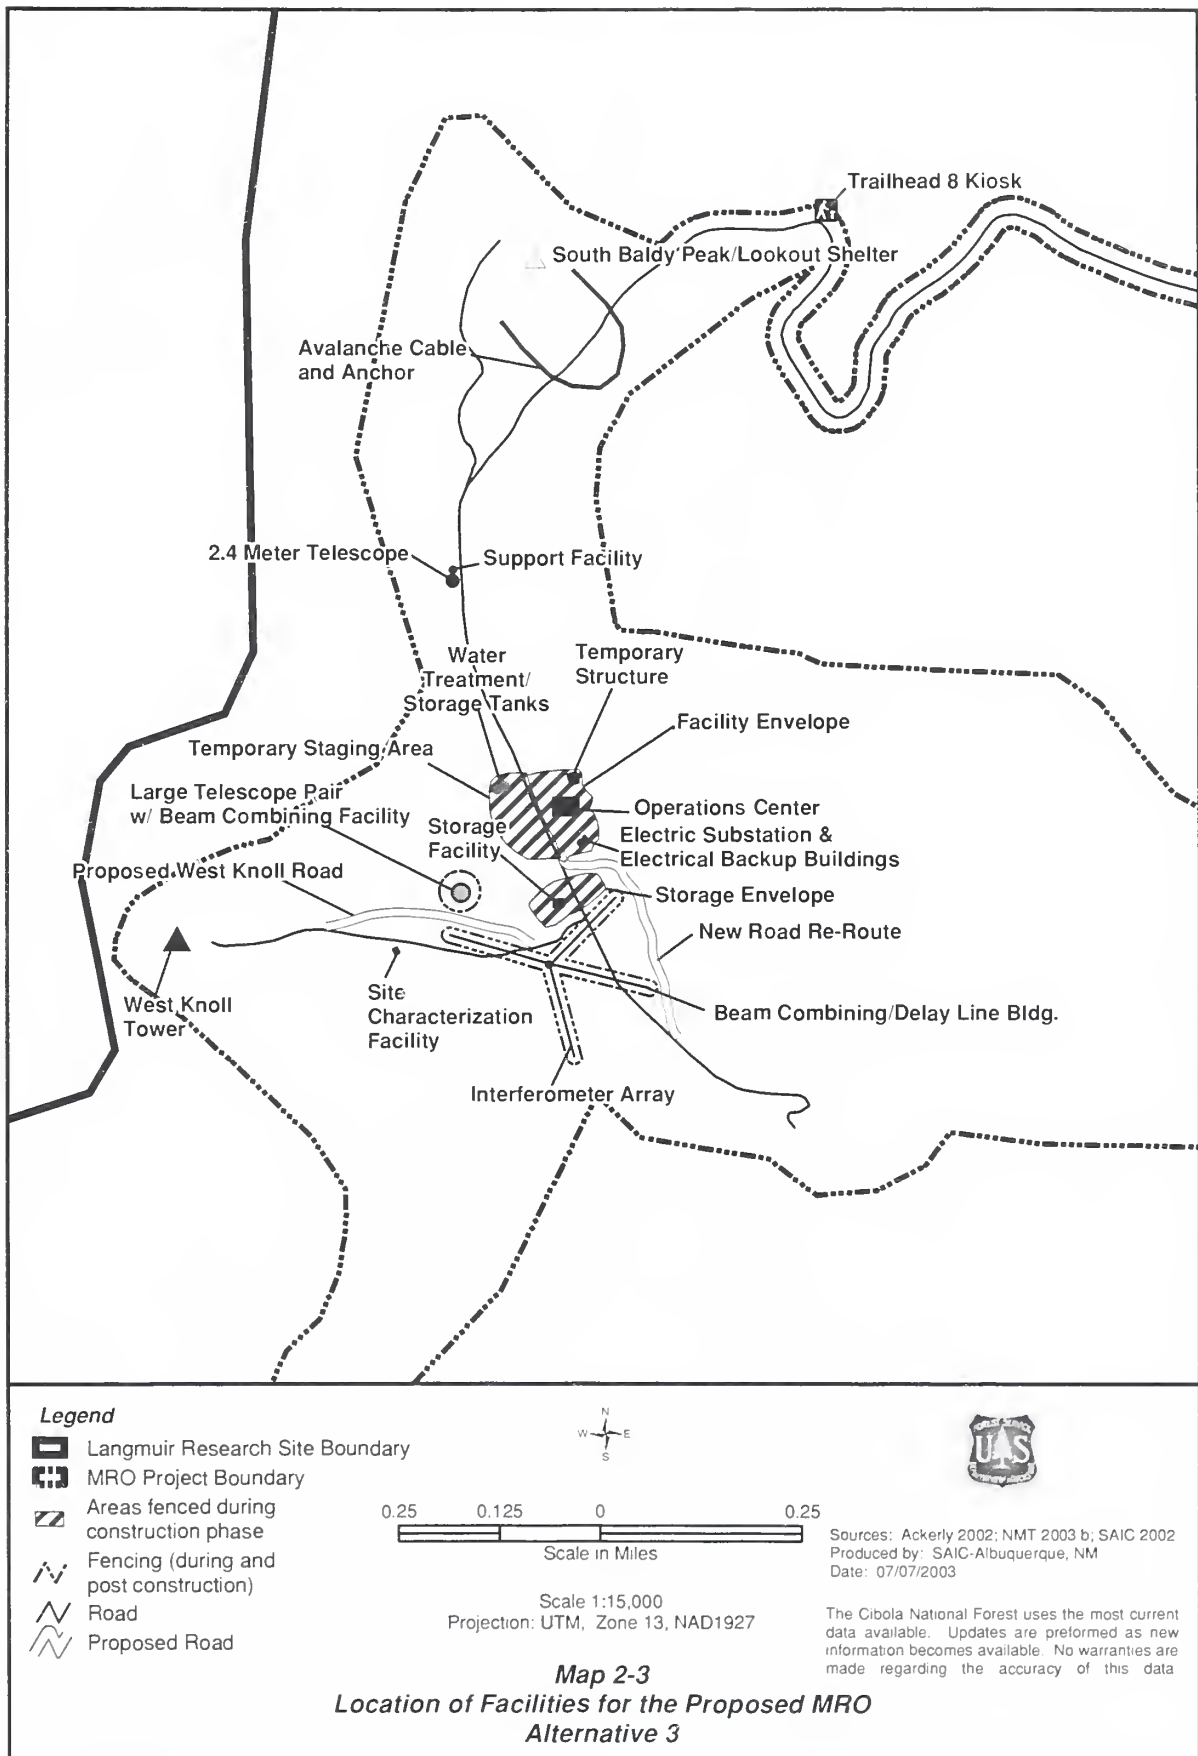 Trailhead 8 Kiosk
South Baldy Peak/Lookout Shelter
Avalanche Cable
and Anchor
2.4 Meter Telescope
Support Facility
Water
Treatment/
Storage Tanks
Temporary
Structure
Facility Envelope
Temporary Staging Area
Large Telescope Pair
w/ Beam Combining Facility
Operations Center
Storage
Facility
Electric Substation &
Electrical Backup Buildings
Proposed West Knoll Road
Storage Envelope
New Road Re-Route
West Knoll
Tower
Site
Characterization
Facility
Beam Combining/Delay Line Bldg.
Interferometer Array
Legend
Langmuir Research Site Boundary
MRO Project Boundary
Areas fenced during
construction phase
Fencing (during and
post construction)
Road
Proposed Road
N
W E
S
0.25 0.125 0 0.25
Scale in Miles
Scale 1:15,000
Projection: UTM, Zone 13, NAD1927
FOREST SERVICE
U S
Sources: Ackerly 2002; NMT 2003 b; SAIC 2002
Produced by: SAIC-Albuquerque, NM
Date: 07/07/2003
The Cibola National Forest uses the most current
data available. Updates are preformed as new
information becomes available. No warranties are
made regarding the accuracy of this data
Map 2-3
Location of Facilities for the Proposed MRO
Alternative 3